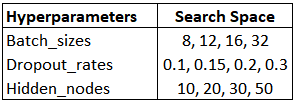 Hyperparameters Search Space
Batch_sizes 8, 12, 16, 32
Dropout_rates 0.1, 0.15, 0.2, 0.3
Hidden_nodes 10, 20, 30, 50